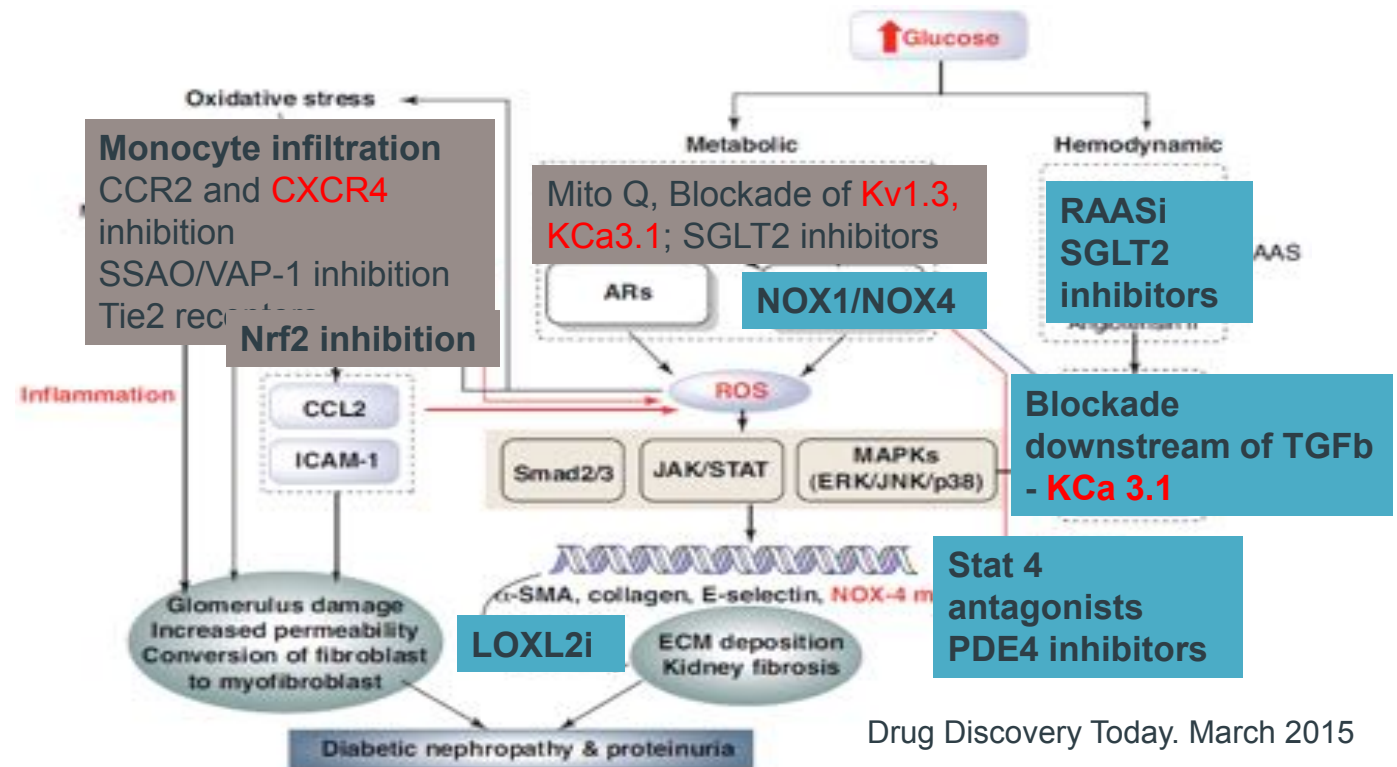 Glucose
Oxidative stress
Metabolic
Hemodynamic
Monocyte infiltration
CCR2 and CXCR4
inhibition
SSAO/VAP-1 inhibition
Tie2
Nrf2 inhibition
Mito Q, Blockade of Kv1.3,
KCa3.1; SGLT2 inhibitors
ARs
NOX1/NOX4
RAASi
SGLT2
inhibitors
AAS
Inflammation
CCL2
ICAM-1
ROS
Smad2/3
JAK/STAT
MAPKs
(ERK/JNK/p38)
Blockade
downstream of TGFb
- KCa 3.1
α-SMA, collagen, E-selectin, NOX-4 m
Stat 4
antagonists
PDE4 inhibitors
LOXL2i
Glomerulus damage
Increased permeability
Conversion of fibroblast
to myofibroblast
ECM deposition
Kidney fibrosis
Diabetic nephropathy & proteinuria
Drug Discovery Today. March 2015